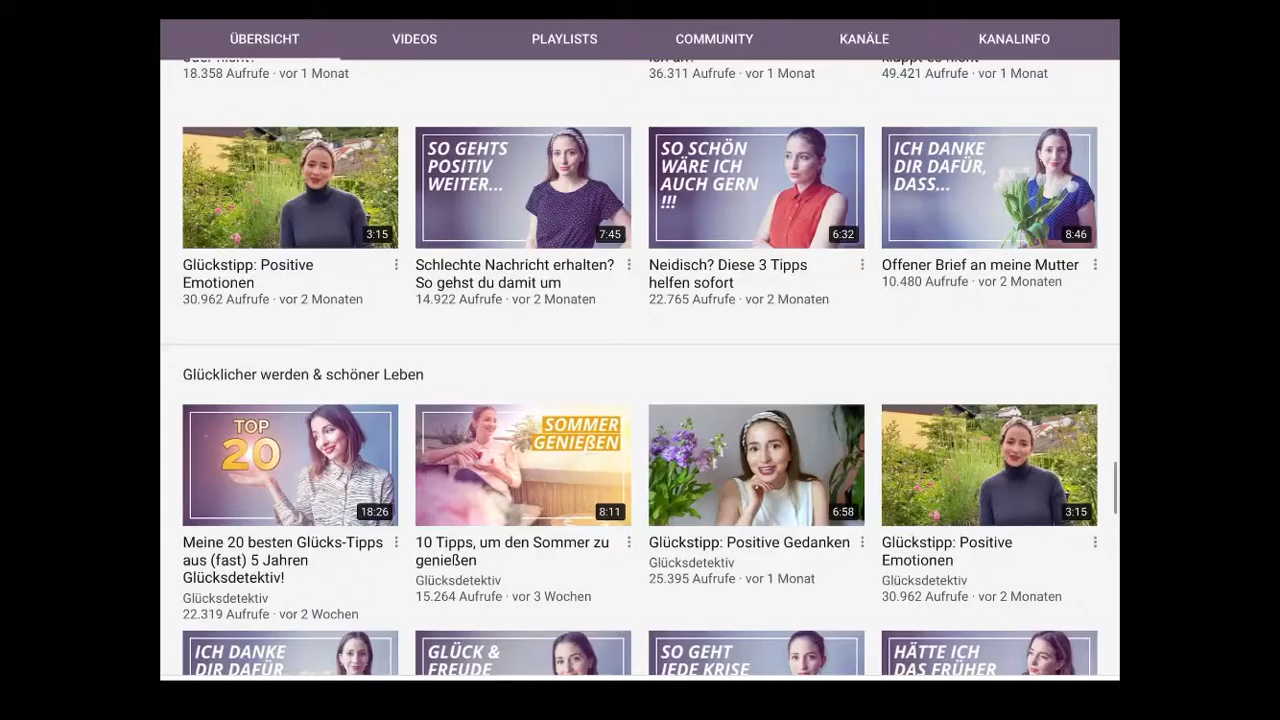 ÜBERSICHT
VIDEOS
PLAYLISTS
COMMUNITY
KANÄLE
KANALINFO
18.358 Aufrufe · vor 1 Monat
36.311 Aufrufe · vor 1 Monat
49.421 Aufrufe · vor 1 Monat
3:15
Glückstipp: Positive
Emotionen
30.962 Aufrufe · vor 2 Monaten
SO GEHTS
POSITIV
WEITER...
7:45
Schlechte Nachricht erhalten?
So gehst du damit um
14.922 Aufrufe · vor 2 Monaten
SO SCHÖN
WÄRE ICH
AUCH GERN
!!!
6:32
Neidisch? Diese 3 Tipps
helfen sofort
22.765 Aufrufe · vor 2 Monaten
ICH DANKE
DIR DAFÜR,
DASS...
8:46
Offener Brief an meine Mutter
10.480 Aufrufe · vor 2 Monaten
Glücklicher werden & schöner Leben
TOP
20
18:26
Meine 20 besten Glücks-Tipps
aus (fast) 5 Jahren
Glücksdetektiv!
Glücksdetektiv
22.319 Aufrufe · vor 2 Wochen
SOMMER
GENIEßEN
8:11
10 Tipps, um den Sommer zu
genießen
Glücksdetektiv
15.264 Aufrufe · vor 3 Wochen
6:58
Glückstipp: Positive Gedanken
Glücksdetektiv
25.395 Aufrufe · vor 1 Monat
3:15
Glückstipp: Positive
Emotionen
Glücksdetektiv
30.962 Aufrufe · vor 2 Monaten
ICH DANKE
DIR DAFÜR
GLÜCK &
FREUDE
SO GEHT
JEDE KRISE
HÄTTE ICH
DAS FRÜHER